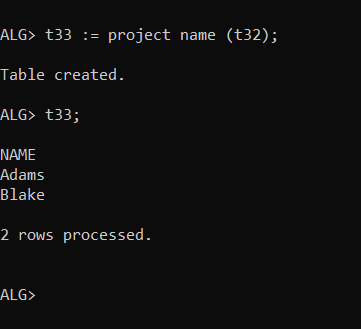 ALG> t33 := project name (t32);
Table created.
ALG> t33;
NAME
Adams
Blake
2 rows processed.
ALG>